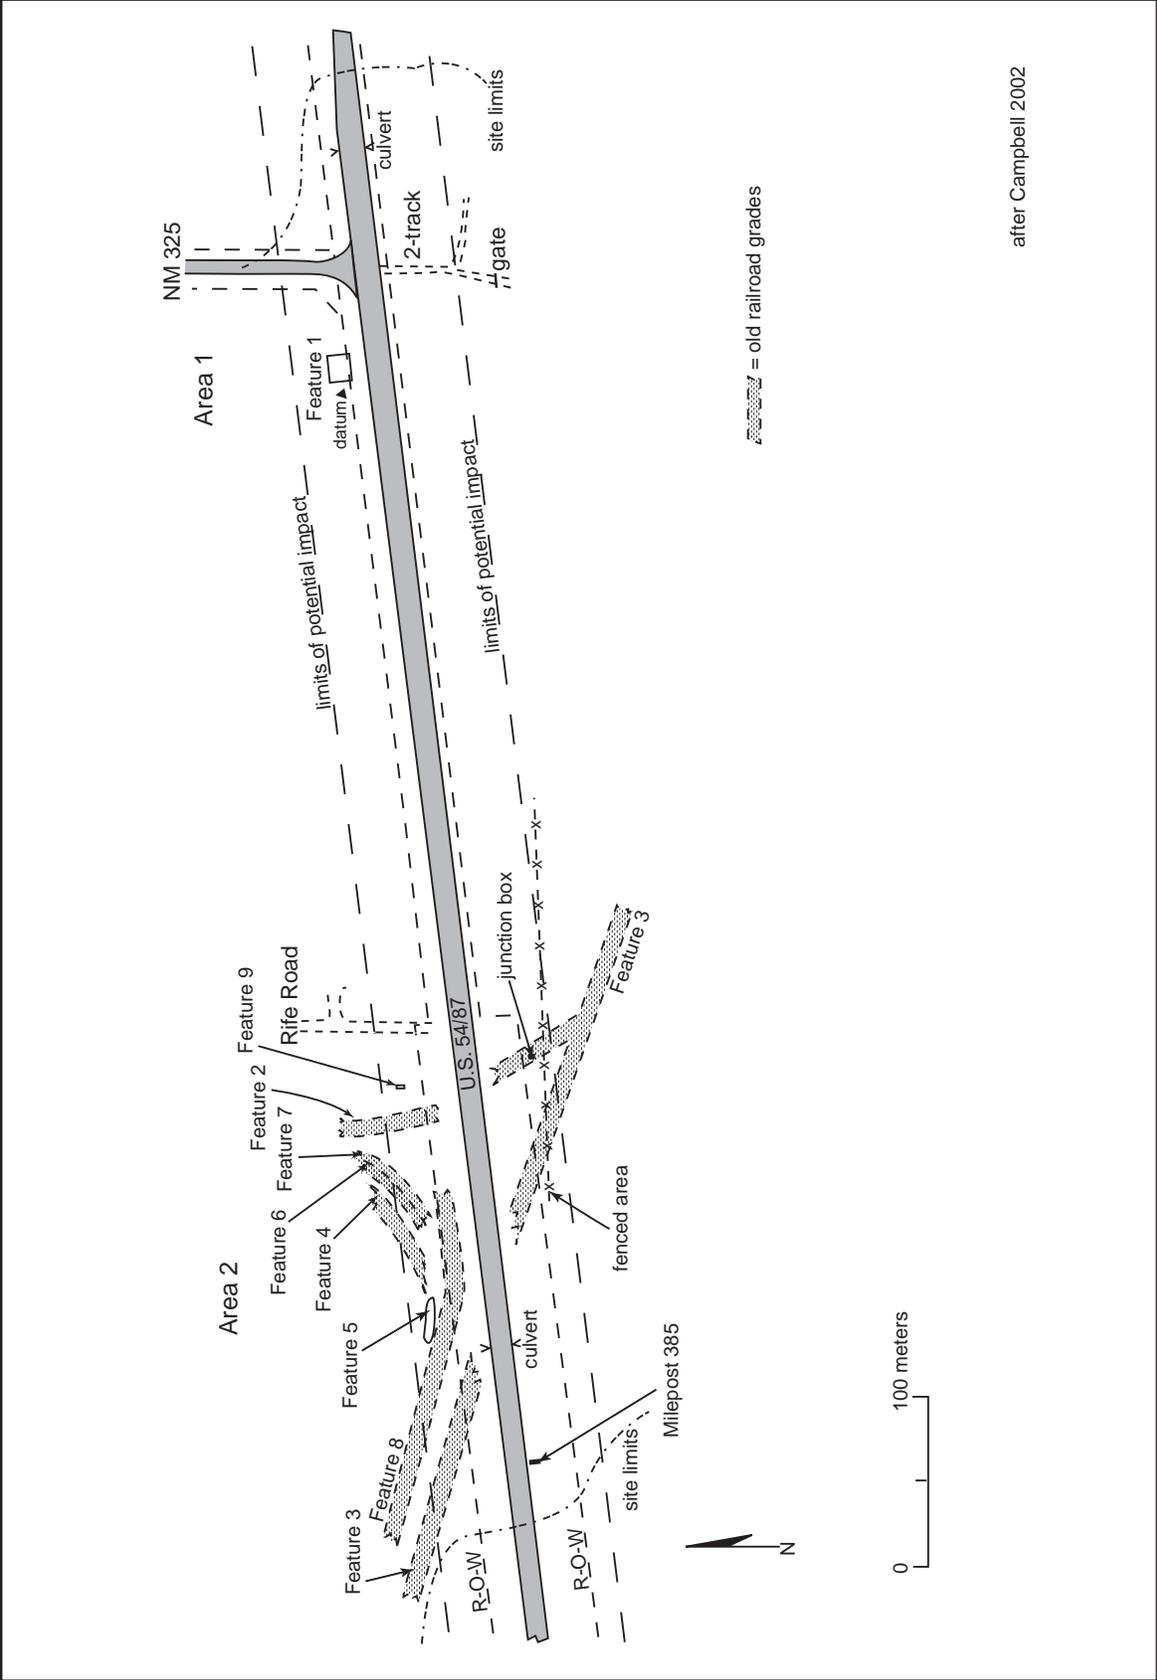 NM 325
Area 1
Feature 1
datum
culvert
site limits
2-track
gate
limits of potential impact
limits of potential impact
= old railroad grades
after Campbell 2002
Feature 9
Rife Road
Feature 2
Feature 7
Feature 6
Feature 4
Area 2
Feature 5
Feature 8
Feature 3
U.S. 54/87
junction box
Feature 3
fenced area
culvert
Milepost 385
site limits
R-O-W
R-O-W
N
0
100 meters